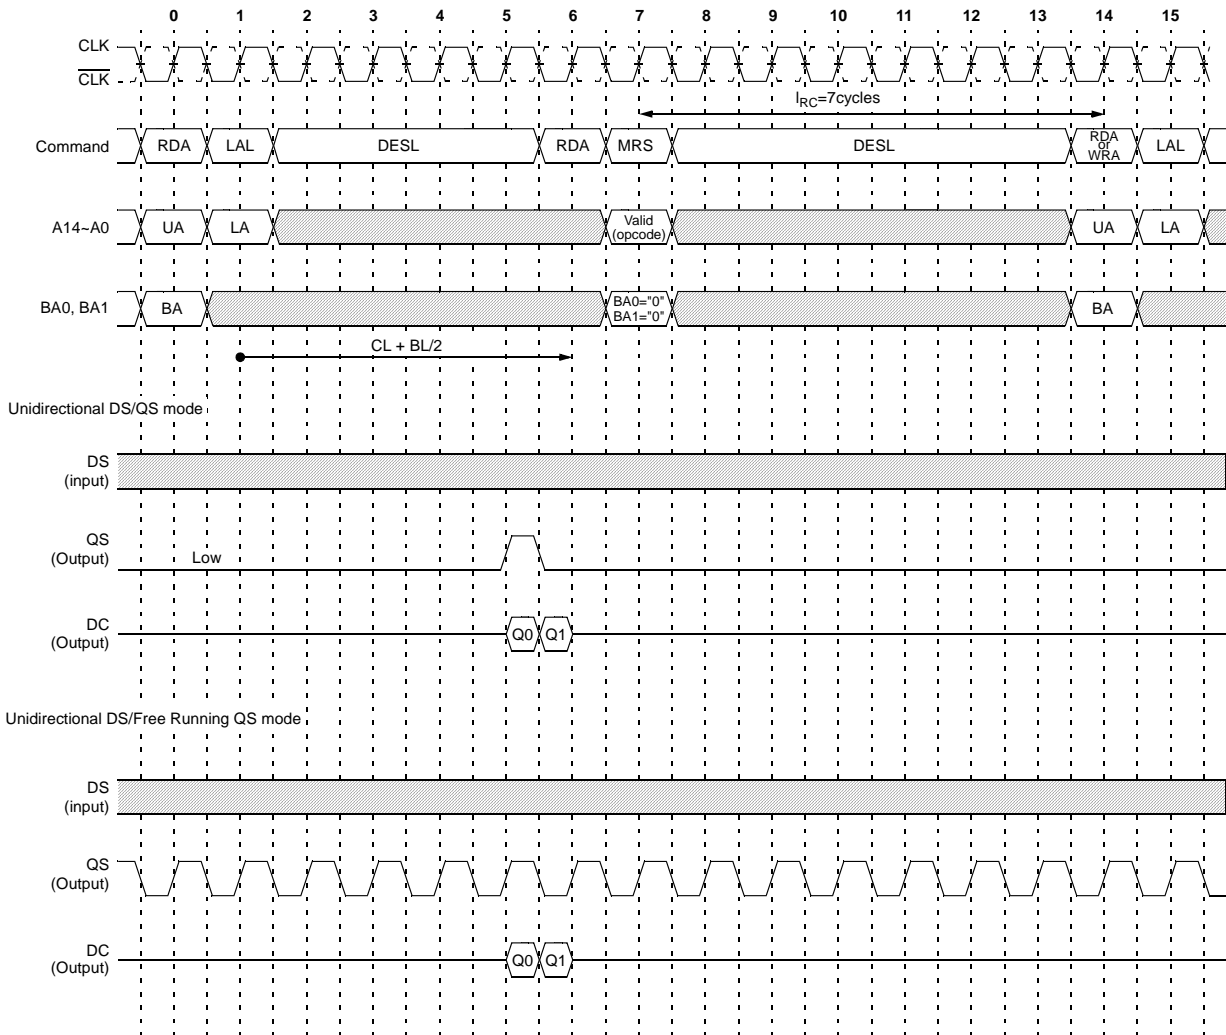 0 1 2 3 4 5 6 7 8 9 10 11 12 13 14 15
CLK
CLK
IRC=7cycles
Command RDA LAL DESL RDA MRS DESL RDA or WRA LAL
A14~A0 UA LA Valid (opcode) UA LA
BA0, BA1 BA BA0="0" BA1="0" BA
CL + BL/2
Unidirectional DS/QS mode
DS
(input)
QS
(Output) Low
DC
(Output) Q0 Q1
Unidirectional DS/Free Running QS mode
DS
(input)
QS
(Output)
DC
(Output) Q0 Q1